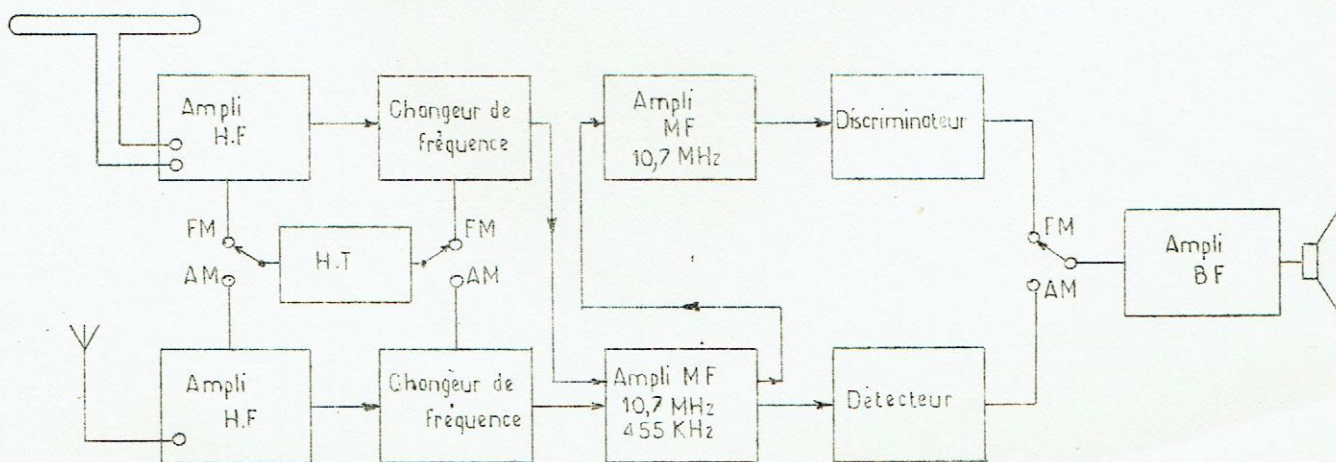 Ampli
H.F
Changeur de
fréquence
Ampli
MF
10,7 MHz
Discriminateur
FM
AM
H.T
FM
AM
FM
AM
Ampli
BF
Ampli
H.F
Changeur de
fréquence
Ampli MF
10,7 MHz
455 KHz
Détecteur